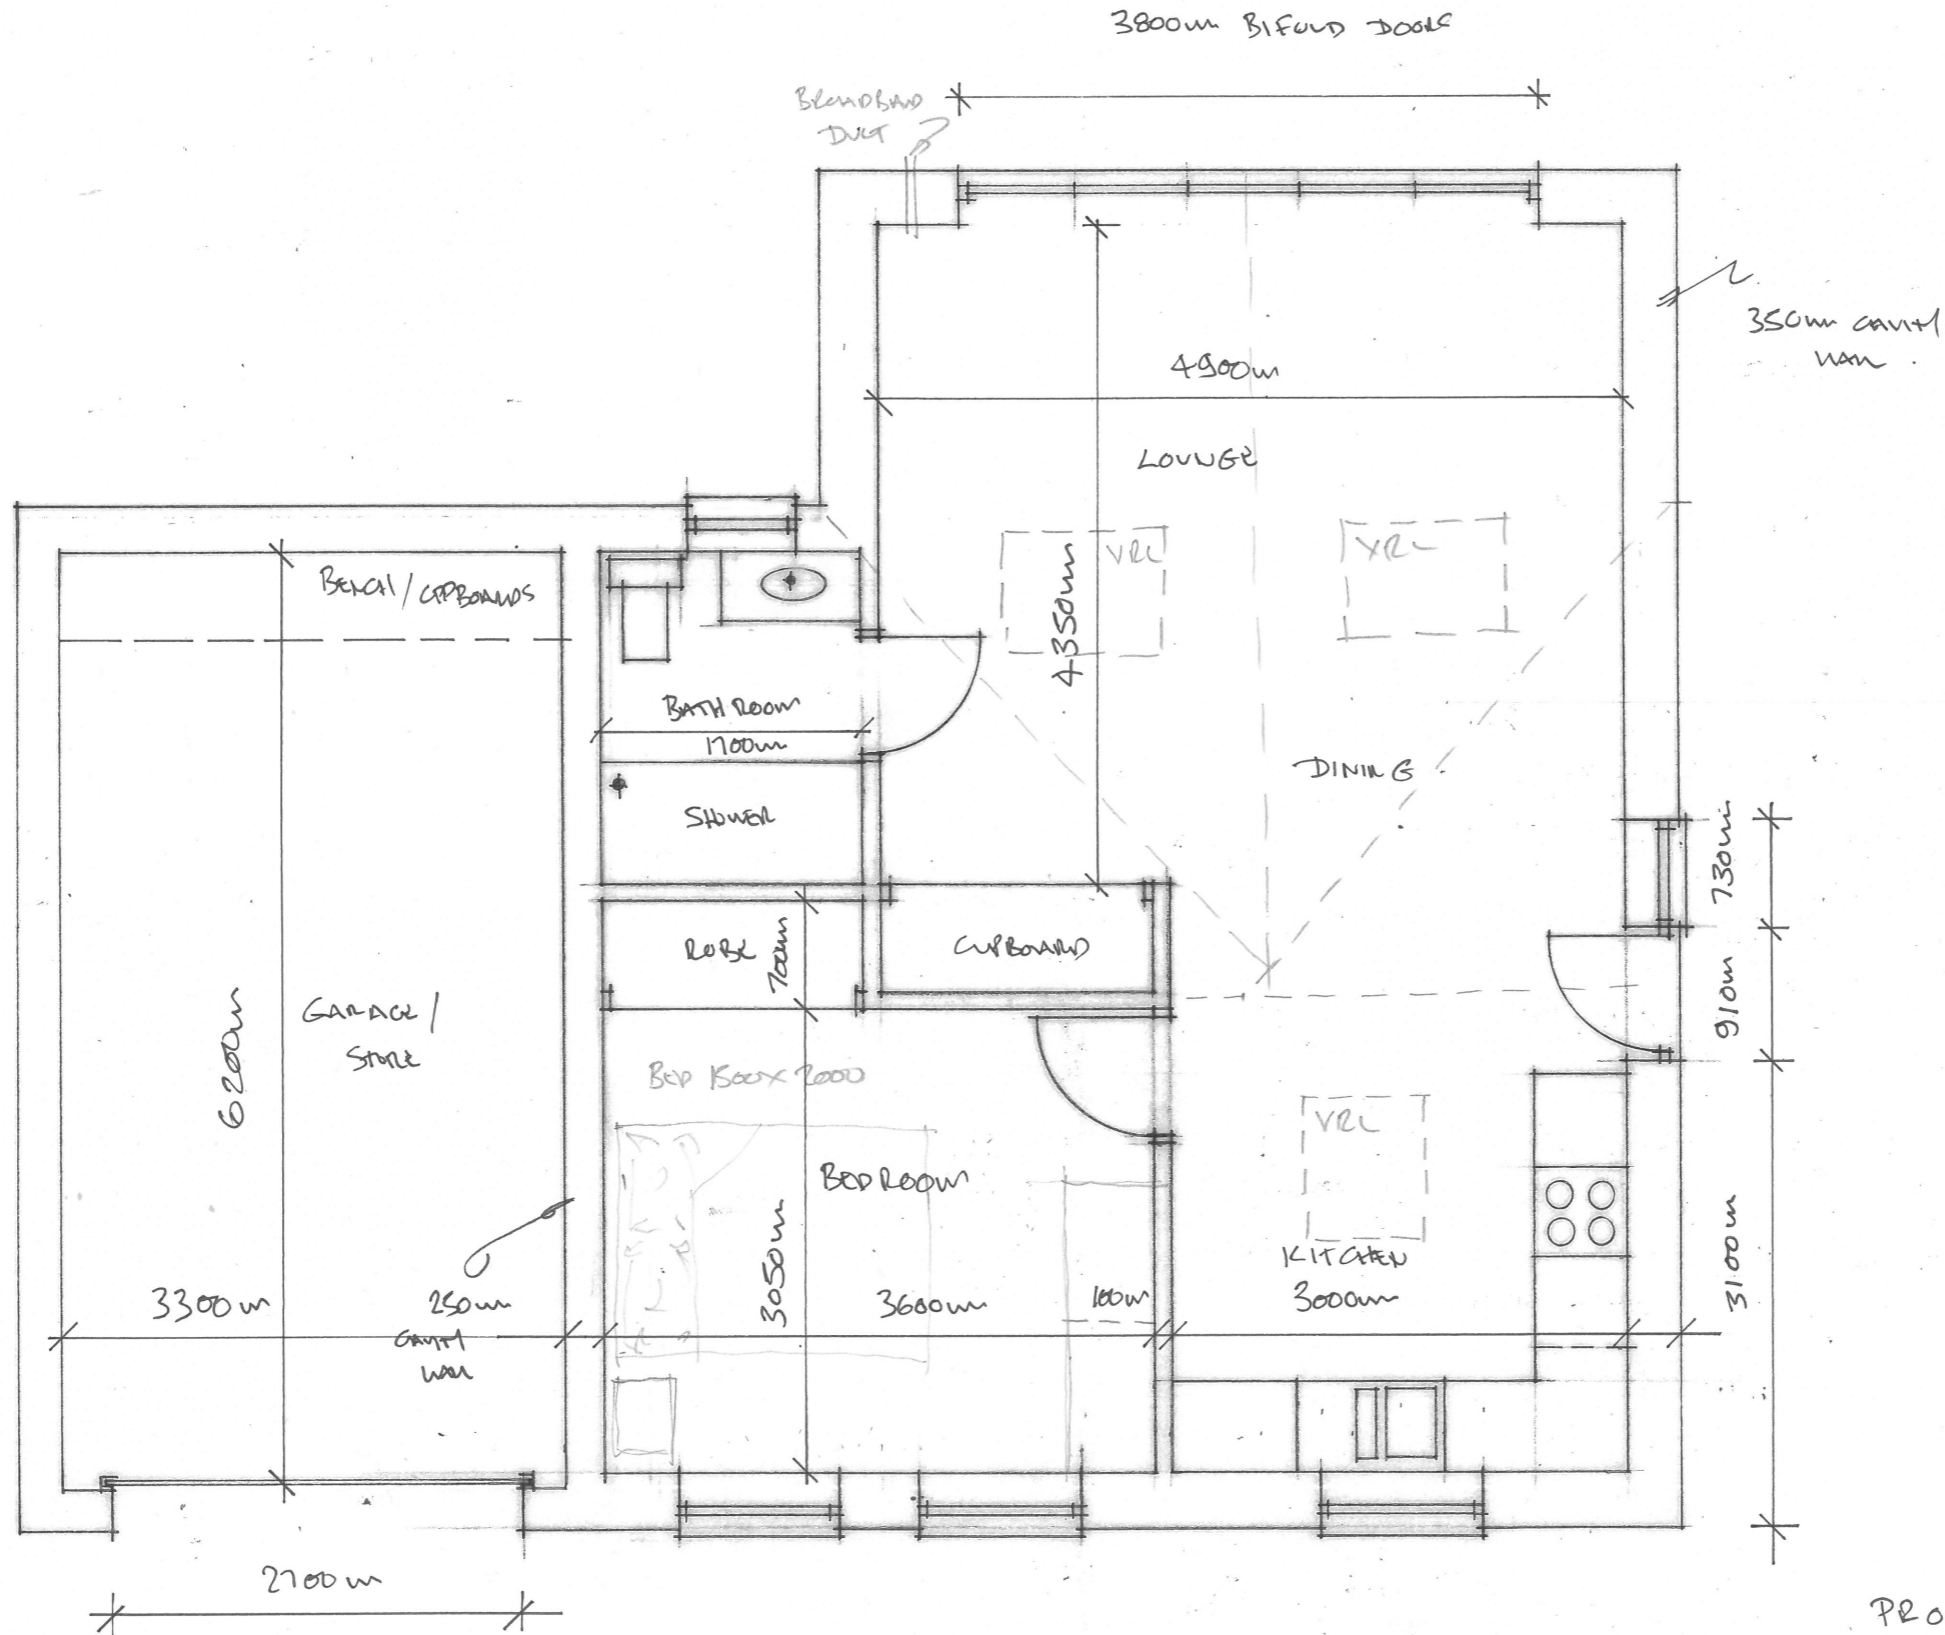 3800mm BIFOLD DOORS
BROADBAND
DUCT
350mm CAVITY
WALL
4900mm
LOUNGE
VRL
VRL
4350mm
BENCH/CUPBOARDS
BATHROOM
1700mm
DINING
SHOWER
730mm
ROBE
700mm
CUPBOARD
910mm
GARAGE/
STORE
6200mm
BED 1500 x 2000
VRL
BEDROOM
KITCHEN
3100mm
3300mm
250mm
CAVITY
WALL
3050mm
3600mm
100mm
3000mm
2700mm
PRO